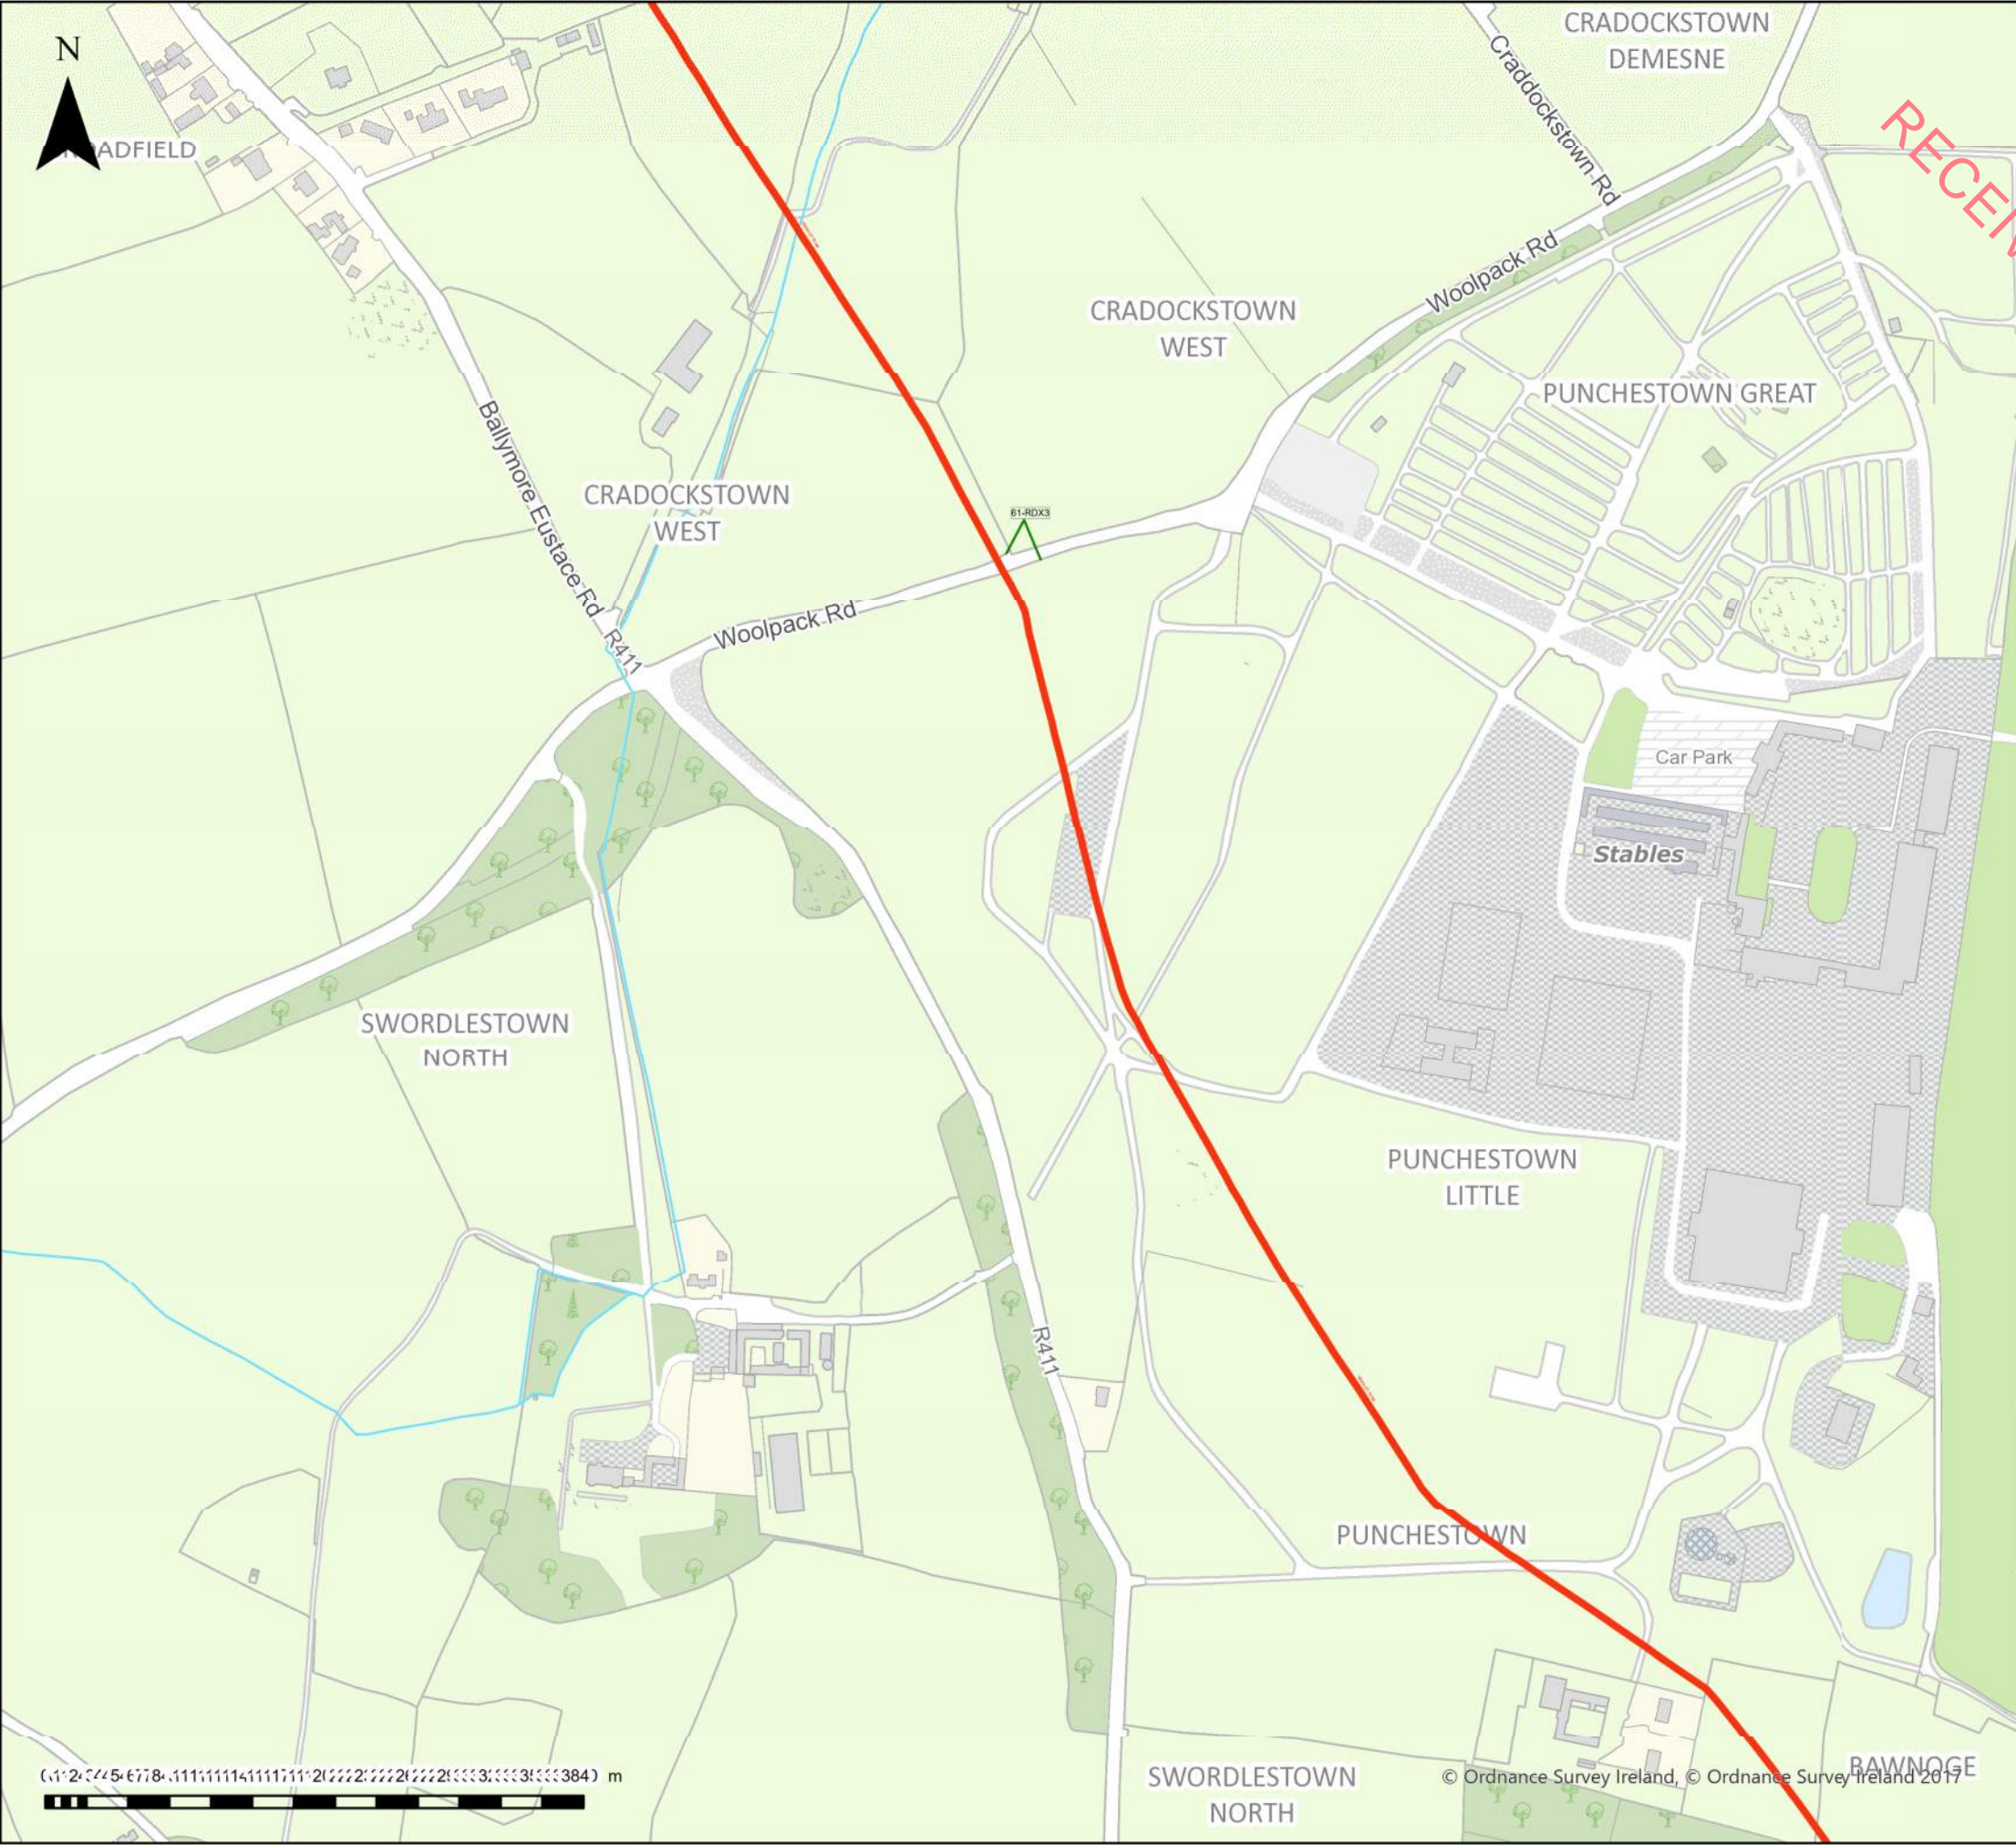 N
CRADOCKSTOWN
DEMESNE
Craddockstown Rd
RECEIV
ADFIELD
Woolpack Rd
CRADOCKSTOWN
WEST
PUNCHESTOWN GREAT
Ballymore Eustace Rd
CRADOCKSTOWN
WEST
61-RDX3
Woolpack Rd
R411
Car Park
Stables
SWORDLESTOWN
NORTH
PUNCHESTOWN
LITTLE
R411
PUNCHESTOWN
SWORDLESTOWN
NORTH
BAWNOGE
m
© Ordnance Survey Ireland, © Ordnance Survey Ireland 2017